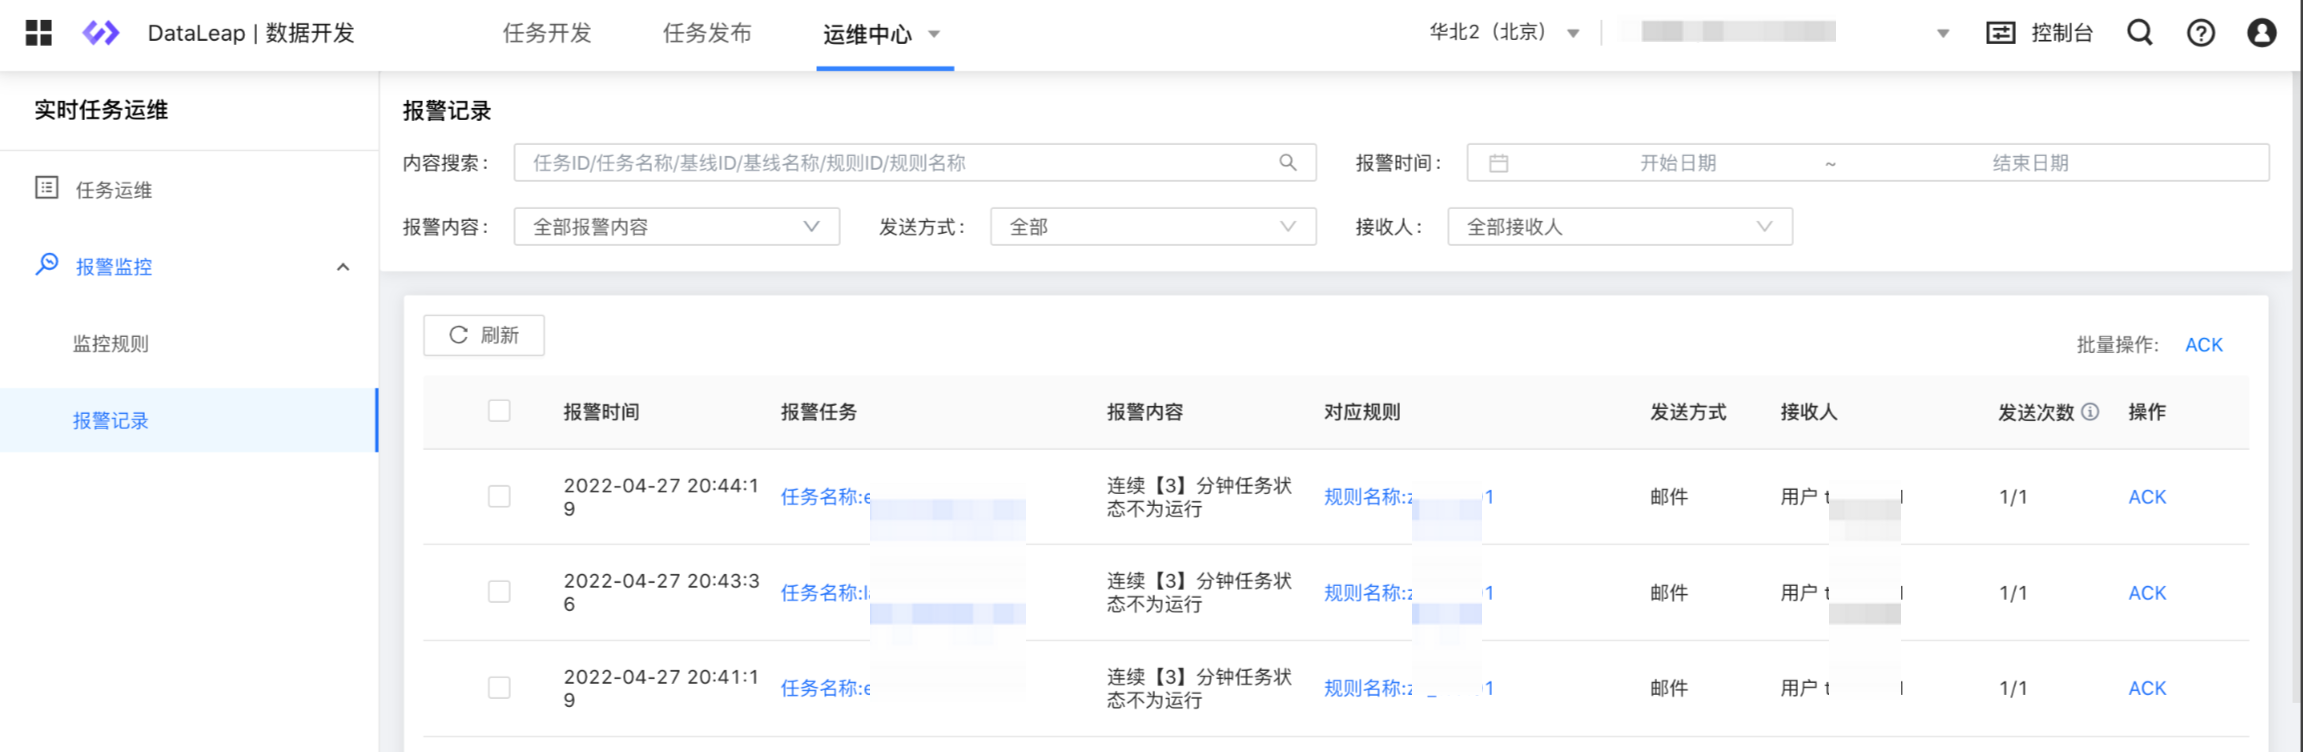 DataLeap | 数据开发
任务开发
任务发布
运维中心
华北2（北京）
控制台
实时任务运维
任务运维
报警监控
监控规则
报警记录
报警记录
内容搜索：
任务ID/任务名称/基线ID/基线名称/规则ID/规则名称
报警时间：
开始日期
~
结束日期
报警内容：
全部报警内容
发送方式：
全部
接收人：
全部接收人
刷新
批量操作:
ACK
报警时间
报警任务
报警内容
对应规则
发送方式
接收人
发送次数
操作
2022-04-27 20:44:1
9
任务名称:
连续【3】分钟任务状
态不为运行
规则名称:
邮件
用户
1/1
ACK
2022-04-27 20:43:3
6
任务名称:
连续【3】分钟任务状
态不为运行
规则名称:
邮件
用户
1/1
ACK
2022-04-27 20:41:1
9
任务名称:
连续【3】分钟任务状
态不为运行
规则名称:
邮件
用户
1/1
ACK